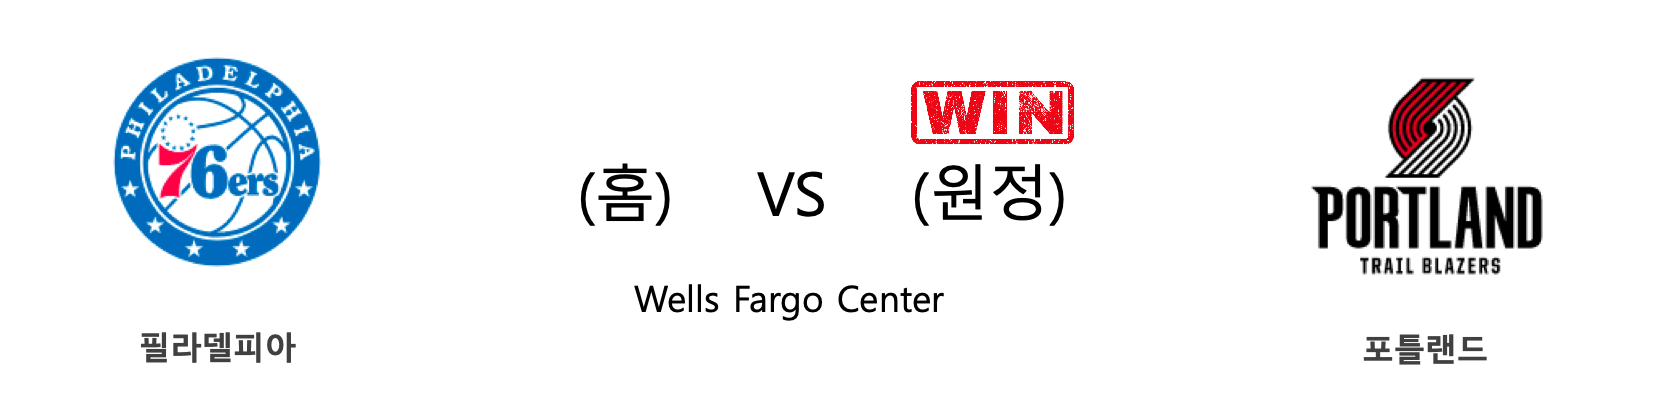 PHILADELPHIA
76ers
WIN
(홈) VS (원정)
Wells Fargo Center
PORTLAND
TRAIL BLAZERS
필라델피아
포틀랜드